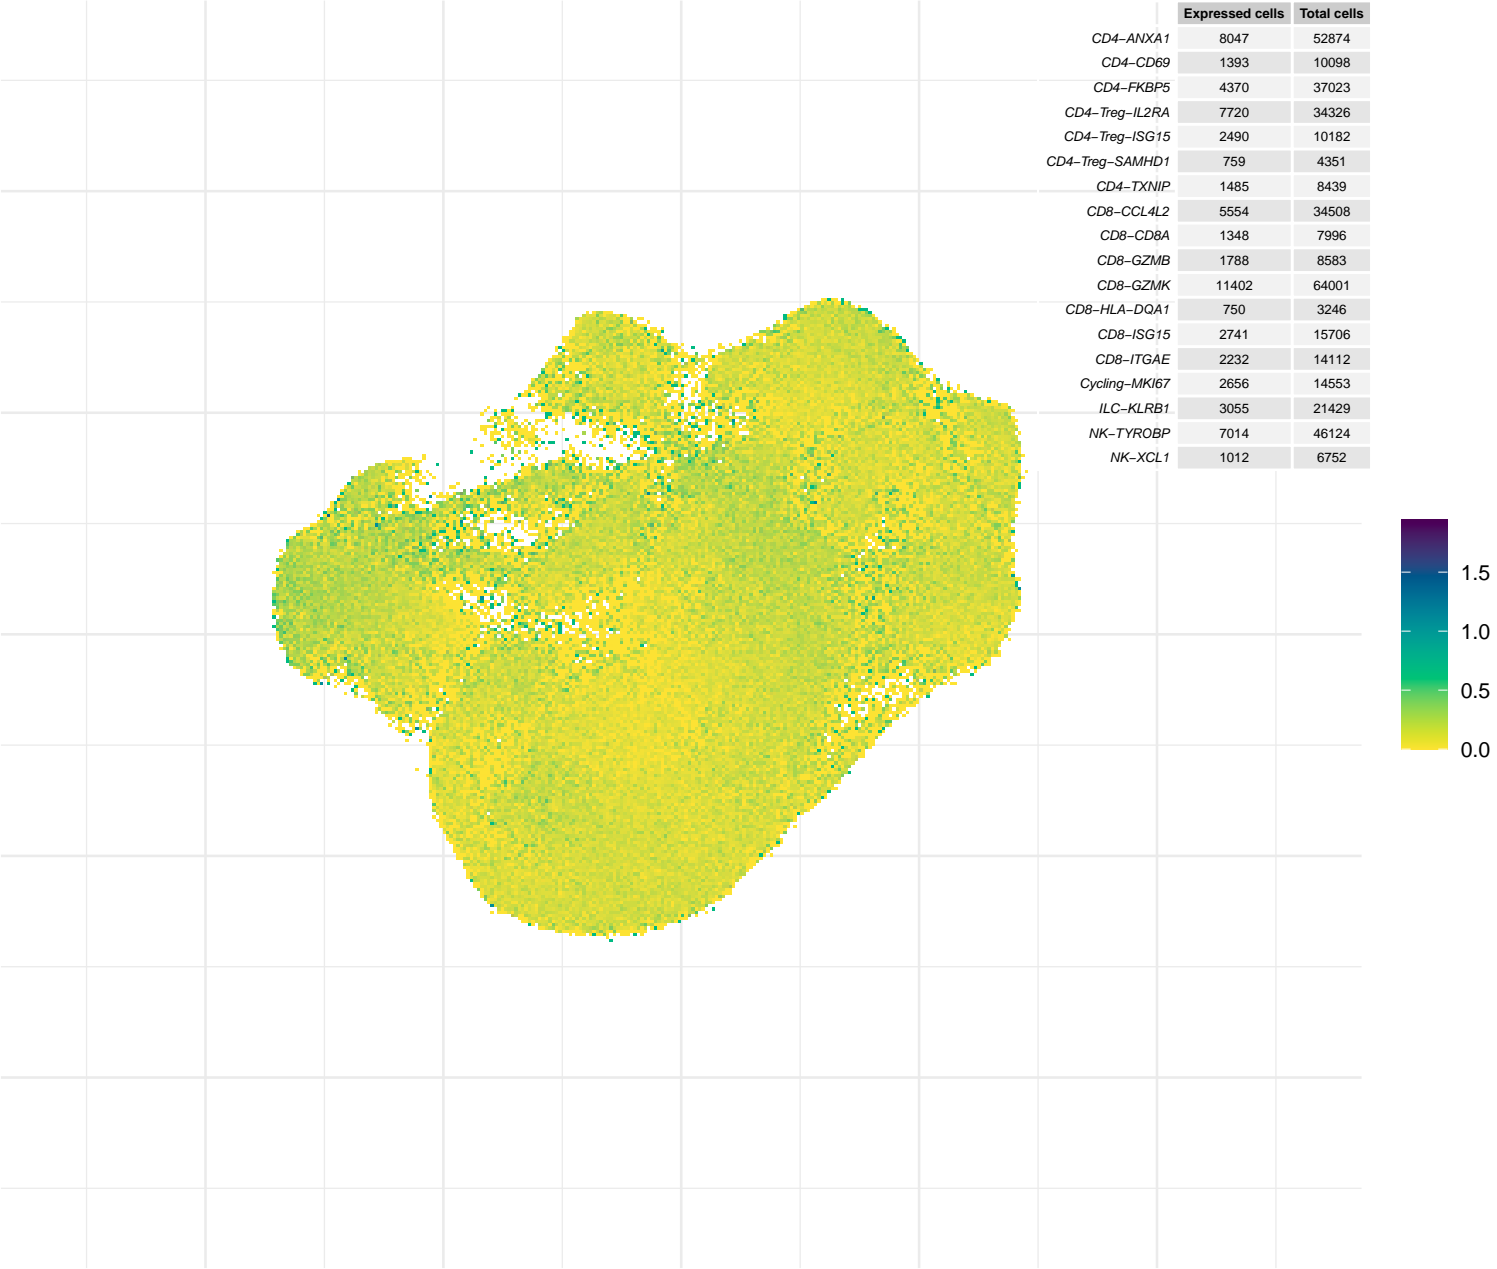 Expressed cells Total cells
CD4−ANXA1 8047 52874
CD4−CD69 1393 10098
CD4−FKBP5 4370 37023
CD4−Treg−IL2RA 7720 34326
CD4−Treg−ISG15 2490 10182
CD4−Treg−SAMHD1 759 4351
CD4−TXNIP 1485 8439
CD8−CCL4L2 5554 34508
CD8−CD8A 1348 7996
CD8−GZMB 1788 8583
CD8−GZMK 11402 64001
CD8−HLA−DQA1 750 3246
CD8−ISG15 2741 15706
CD8−ITGAE 2232 14112
Cycling−MKI67 2656 14553
ILC−KLRB1 3055 21429
NK−TYROBP 7014 46124
NK−XCL1 1012 6752
1.5
1.0
0.5
0.0